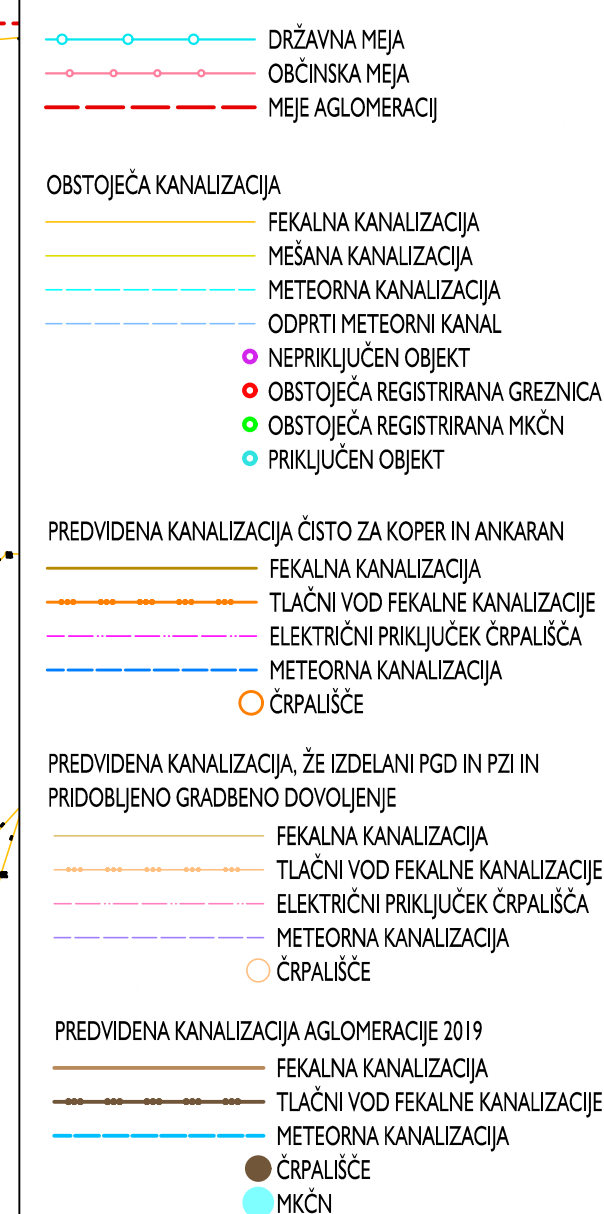 DRŽAVNA MEJA
OBČINSKA MEJA
MEJE AGLOMERACIJ
OBSTOJEČA KANALIZACIJA
FEKALNA KANALIZACIJA
MEŠANA KANALIZACIJA
METEORNA KANALIZACIJA
ODPRTI METEORNI KANAL
NEPRIKLJUČEN OBJEKT
OBSTOJEČA REGISTRIRANA GREZNICA
OBSTOJEČA REGISTRIRANA MKČN
PRIKLJUČEN OBJEKT
PREDVIDENA KANALIZACIJA ČISTO ZA KOPER IN ANKARAN
FEKALNA KANALIZACIJA
TLAČNI VOD FEKALNE KANALIZACIJE
ELEKTRIČNI PRIKLJUČEK ČRPALIŠČA
METEORNA KANALIZACIJA
ČRPALIŠČE
PREDVIDENA KANALIZACIJA, ŽE IZDELANI PGD IN PZI IN
PRIDOBLJENO GRADBENO DOVOLJENJE
FEKALNA KANALIZACIJA
TLAČNI VOD FEKALNE KANALIZACIJE
ELEKTRIČNI PRIKLJUČEK ČRPALIŠČA
METEORNA KANALIZACIJA
ČRPALIŠČE
PREDVIDENA KANALIZACIJA AGLOMERACIJE 2019
FEKALNA KANALIZACIJA
TLAČNI VOD FEKALNE KANALIZACIJE
METEORNA KANALIZACIJA
ČRPALIŠČE
MKČN